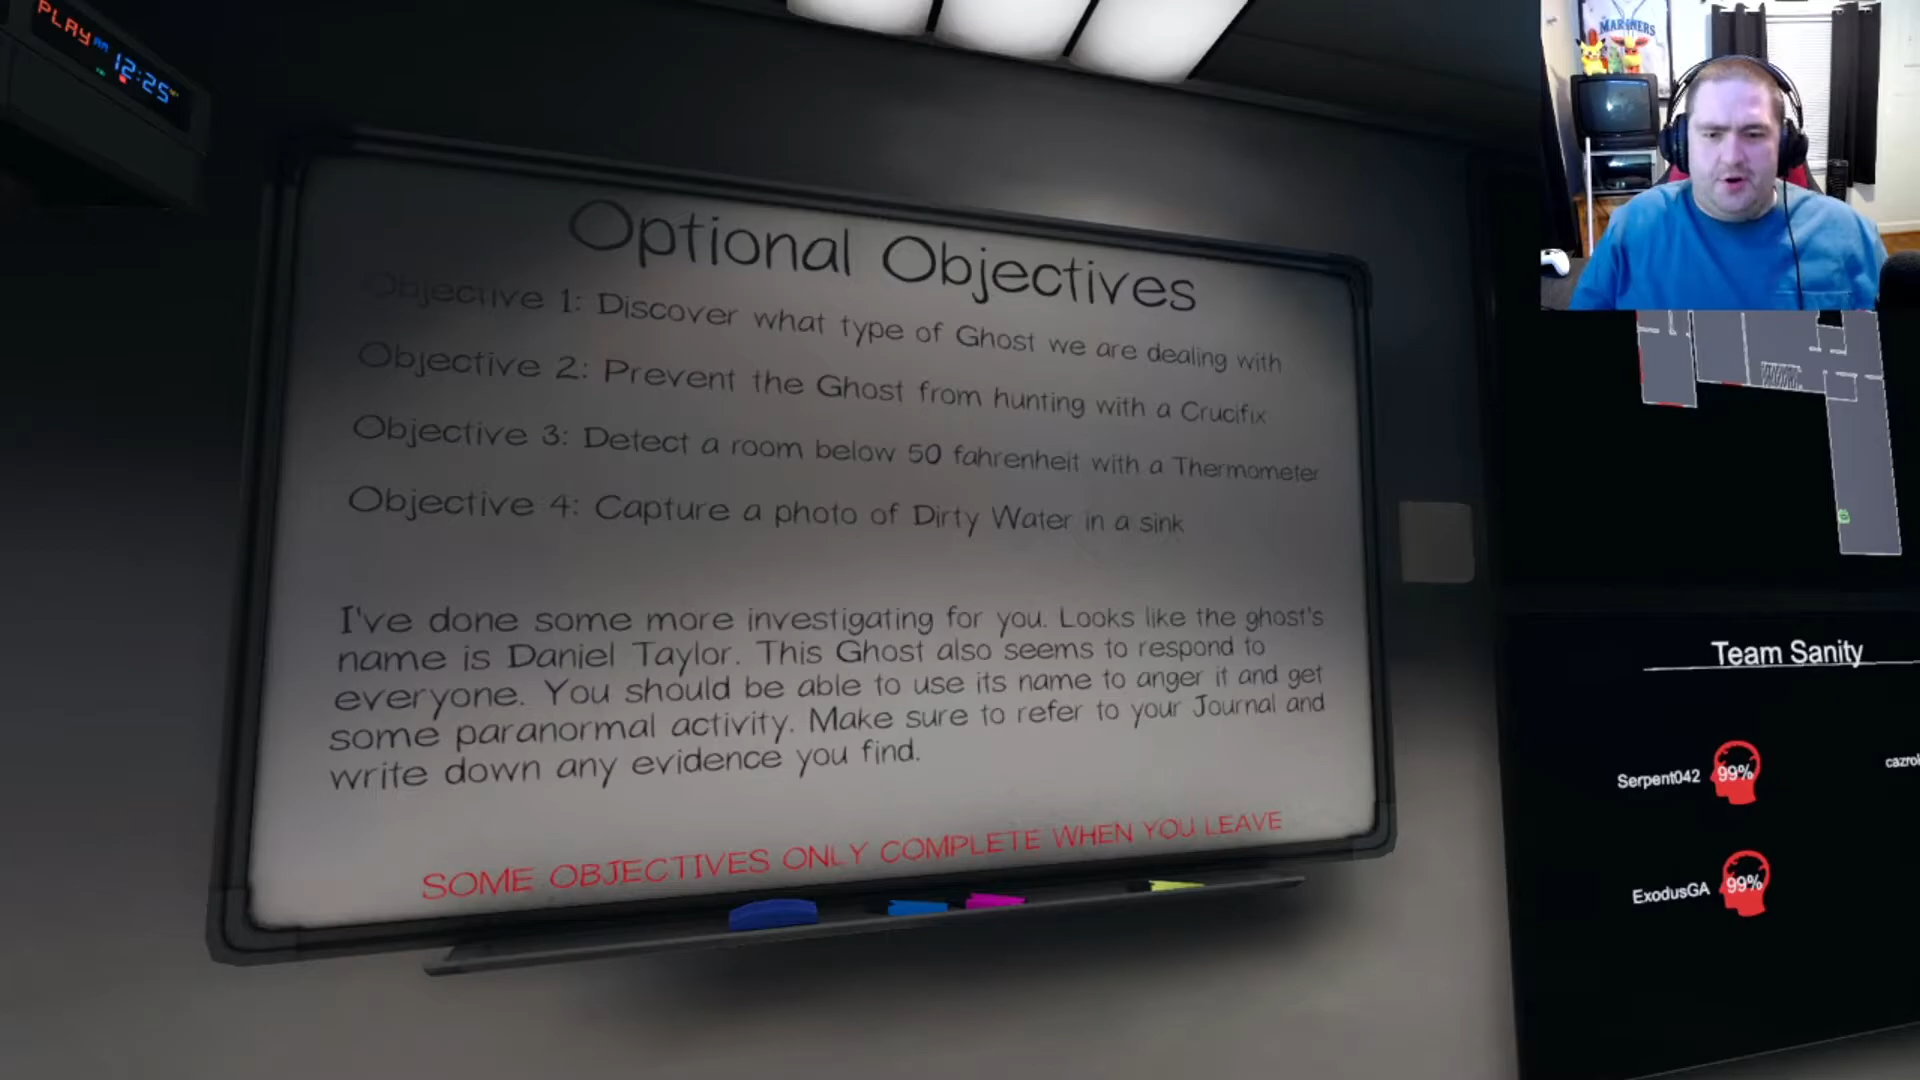 PLAY
AM 12:25
MARINERS
Optional Objectives
Objective 1: Discover what type of Ghost we are dealing with
Objective 2: Prevent the Ghost from hunting with a Crucifix
Objective 3: Detect a room below 50 fahrenheit with a Thermometer
Objective 4: Capture a photo of Dirty Water in a sink
I've done some more investigating for you. Looks like the ghost's
name is Daniel Taylor. This Ghost also seems to respond to
everyone. You should be able to use its name to anger it and get
some paranormal activity. Make sure to refer to your Journal and
write down any evidence you find.
SOME OBJECTIVES ONLY COMPLETE WHEN YOU LEAVE
Team Sanity
Serpent042 99%
ExodusGA 99%